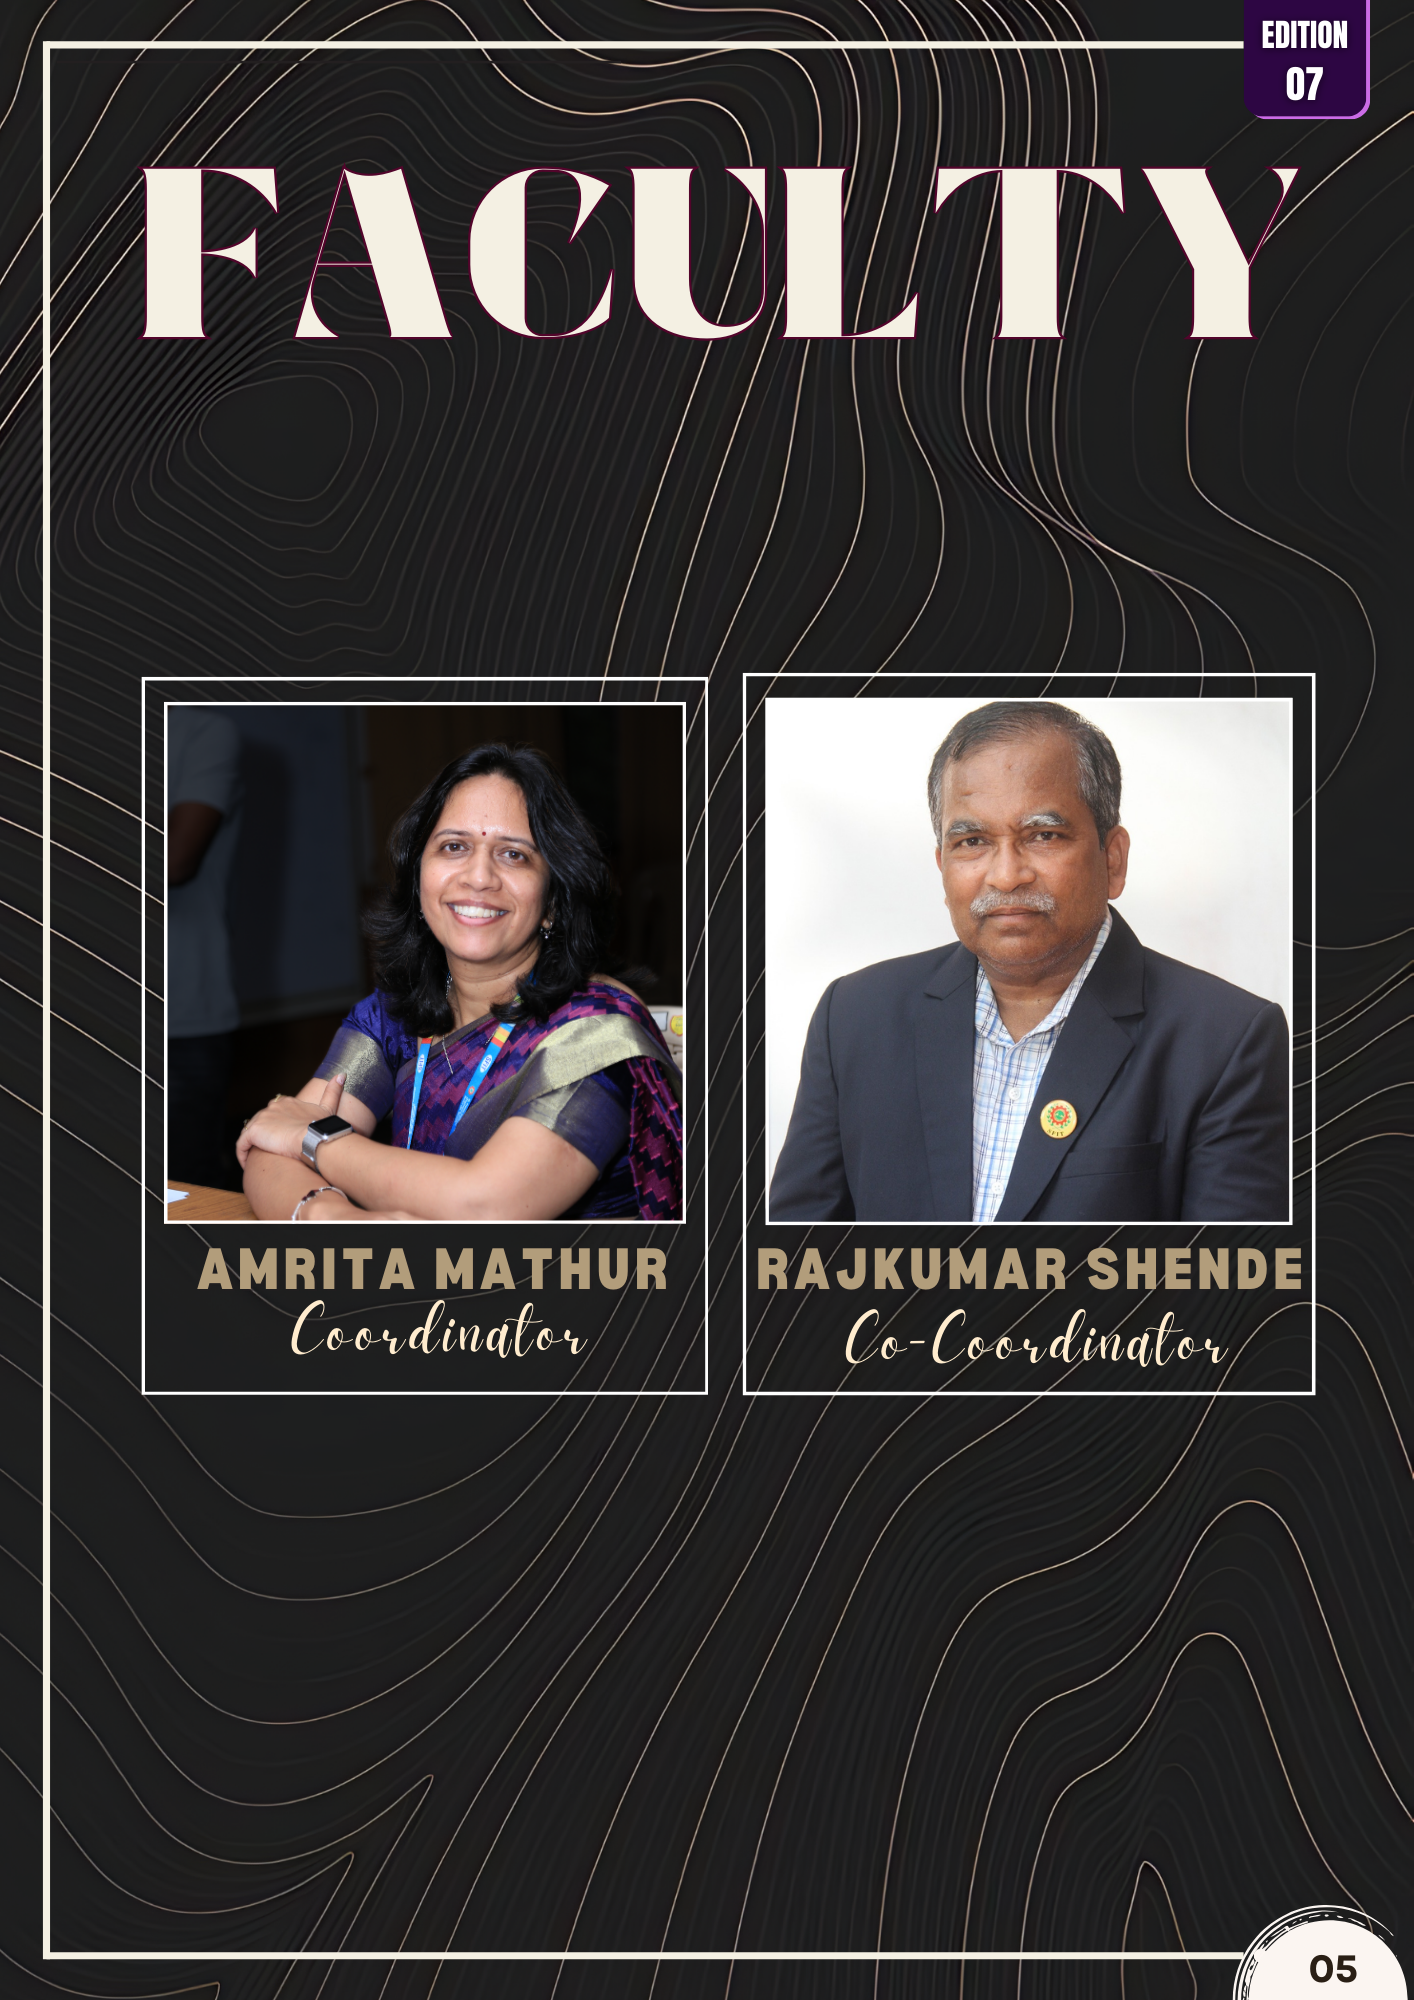 EDITION
07
FACULTY
AMRITA MATHUR
Coordinator
RAJKUMAR SHENDE
Co-Coordinator
05